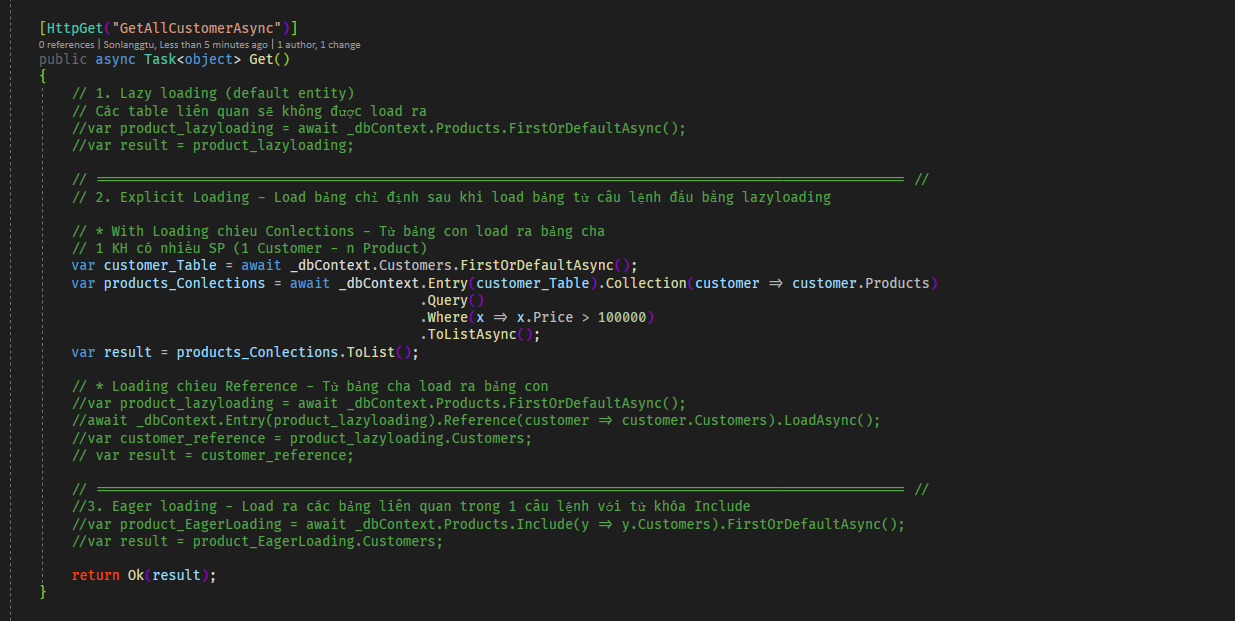 [HttpGet("GetAllCustomerAsync")]
0 references | Sonlanggtu, Less than 5 minutes ago | 1 author, 1 change
public async Task<object> Get()
{
// 1. Lazy loading (default entity)
// Các table liên quan sẽ không được load ra
//var product_lazyloading = await _dbContext.Products.FirstOrDefaultAsync();
//var result = product_lazyloading;
// ══════════════════════════════════════════════════ //
// 2. Explicit Loading - Load bảng chỉ định sau khi load bảng từ câu lệnh đầu bằng lazyloading
// * With Loading chieu Conlections - Từ bảng con load ra bảng cha
// 1 KH có nhiều SP (1 Customer - n Product)
var customer_Table = await _dbContext.Customers.FirstOrDefaultAsync();
var products_Conlections = await _dbContext.Entry(customer_Table).Collection(customer => customer.Products)
.Query()
.Where(x => x.Price > 100000)
.ToListAsync();
var result = products_Conlections.ToList();
// * Loading chieu Reference - Từ bảng cha load ra bảng con
//var product_lazyloading = await _dbContext.Products.FirstOrDefaultAsync();
//await _dbContext.Entry(product_lazyloading).Reference(customer => customer.Customers).LoadAsync();
//var customer_reference = product_lazyloading.Customers;
// var result = customer_reference;
// ══════════════════════════════════════════════════ //
//3. Eager loading - Load ra các bảng liên quan trong 1 câu lệnh với từ khóa Include
//var product_EagerLoading = await _dbContext.Products.Include(y => y.Customers).FirstOrDefaultAsync();
//var result = product_EagerLoading.Customers;
return Ok(result);
}